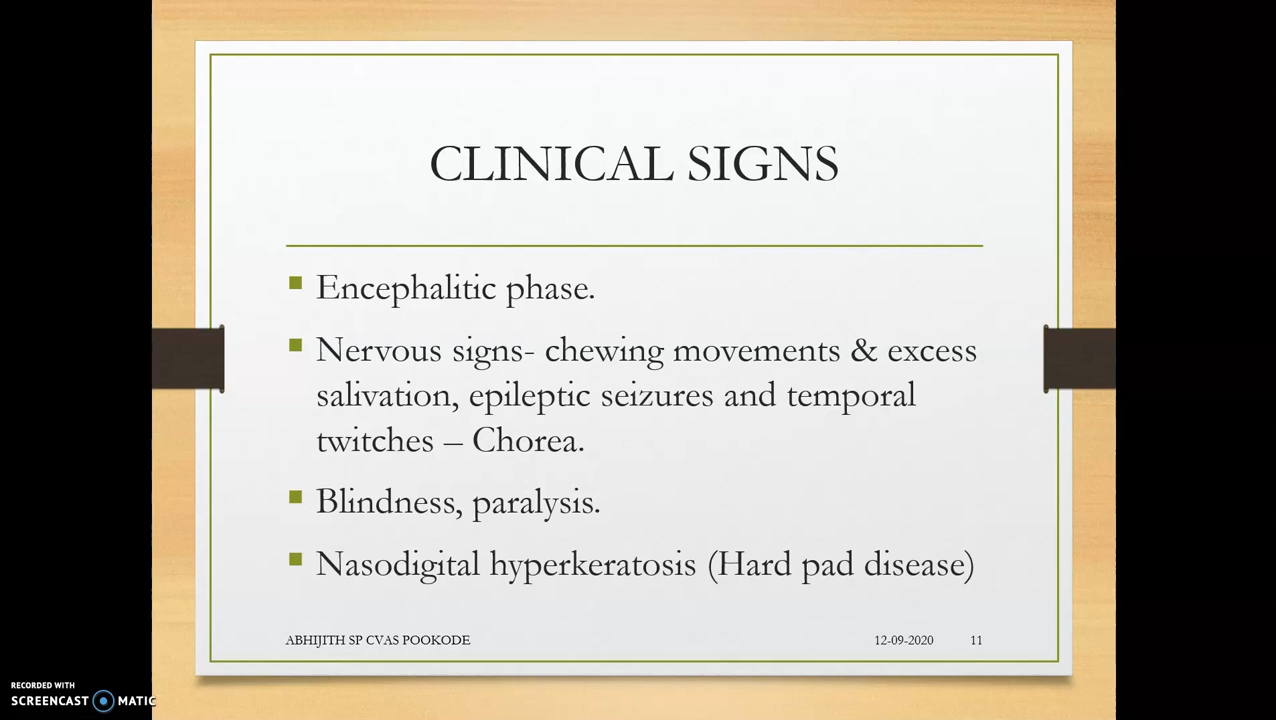 CLINICAL SIGNS
Encephalitic phase.
Nervous signs- chewing movements & excess
salivation, epileptic seizures and temporal
twitches – Chorea.
Blindness, paralysis.
Nasodigital hyperkeratosis (Hard pad disease)
ABHIJITH SP CVAS POOKODE 12-09-2020 11
RECORDED WITH
SCREENCAST MATIC